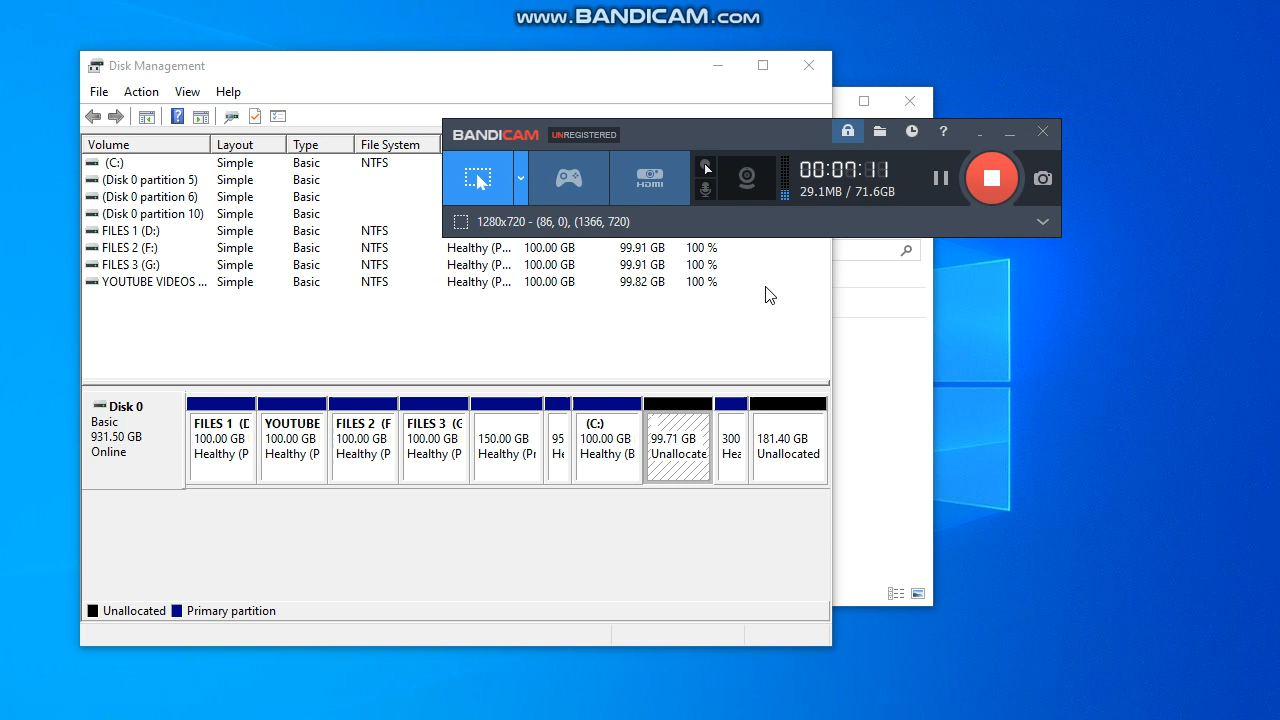 www.BANDICAM.com
Disk Management
File Action View Help
BANDICAM UNREGISTERED
?
HDMI
00:07:11
29.1MB / 71.6GB
1280x720 - (86, 0), (1366, 720)
Volume Layout Type File System
(C:) Simple Basic NTFS
(Disk 0 partition 5) Simple Basic
(Disk 0 partition 6) Simple Basic
(Disk 0 partition 10) Simple Basic
FILES 1 (D:) Simple Basic NTFS
FILES 2 (F:) Simple Basic NTFS Healthy (P... 100.00 GB 99.91 GB 100 %
FILES 3 (G:) Simple Basic NTFS Healthy (P... 100.00 GB 99.91 GB 100 %
YOUTUBE VIDEOS ... Simple Basic NTFS Healthy (P... 100.00 GB 99.82 GB 100 %
Disk 0
Basic
931.50 GB
Online
FILES 1 (D
100.00 GB
Healthy (P
YOUTUBE
100.00 GB
Healthy (P
FILES 2 (F
100.00 GB
Healthy (P
FILES 3 (G
100.00 GB
Healthy (P
150.00 GB
Healthy (Pr
95
He
(C:)
100.00 GB
Healthy (B
99.71 GB
Unallocate
300
Hea
181.40 GB
Unallocated
Unallocated Primary partition